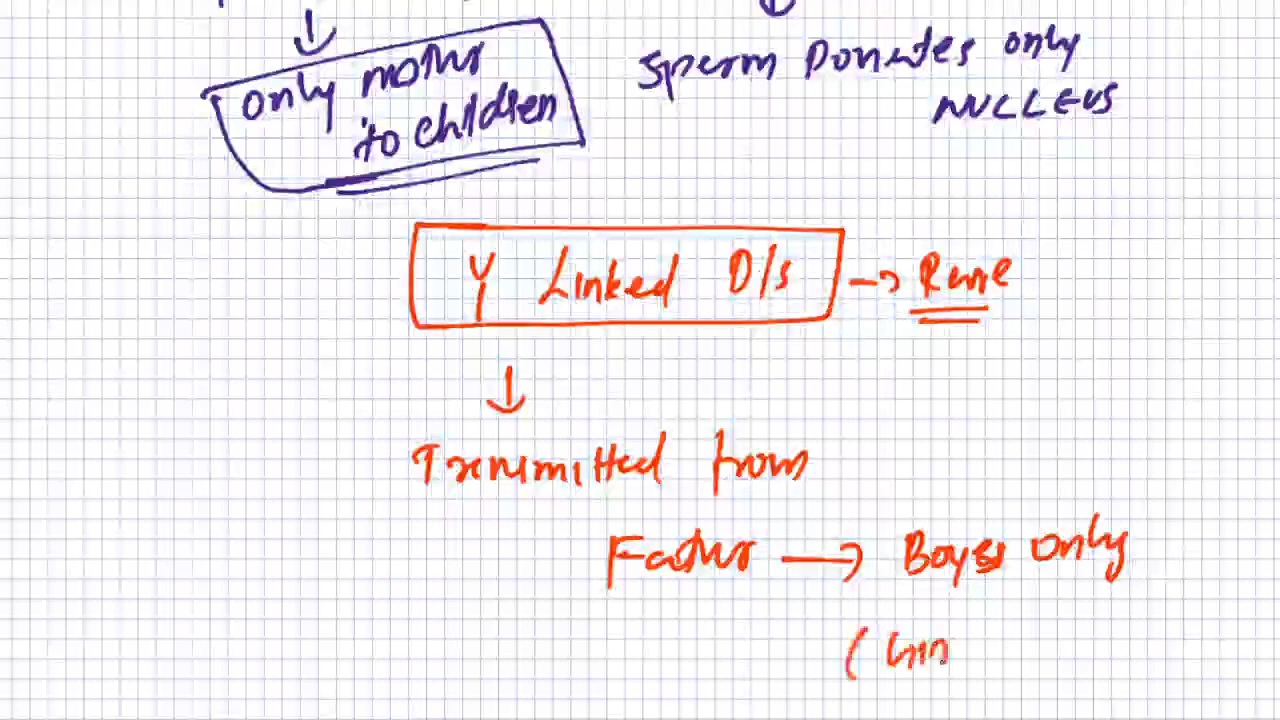 only mother
to children
Sperm Donates only
NUCLEUS
Y Linked D/s → Rare
↓
Transmitted from
Father → Boys only
(